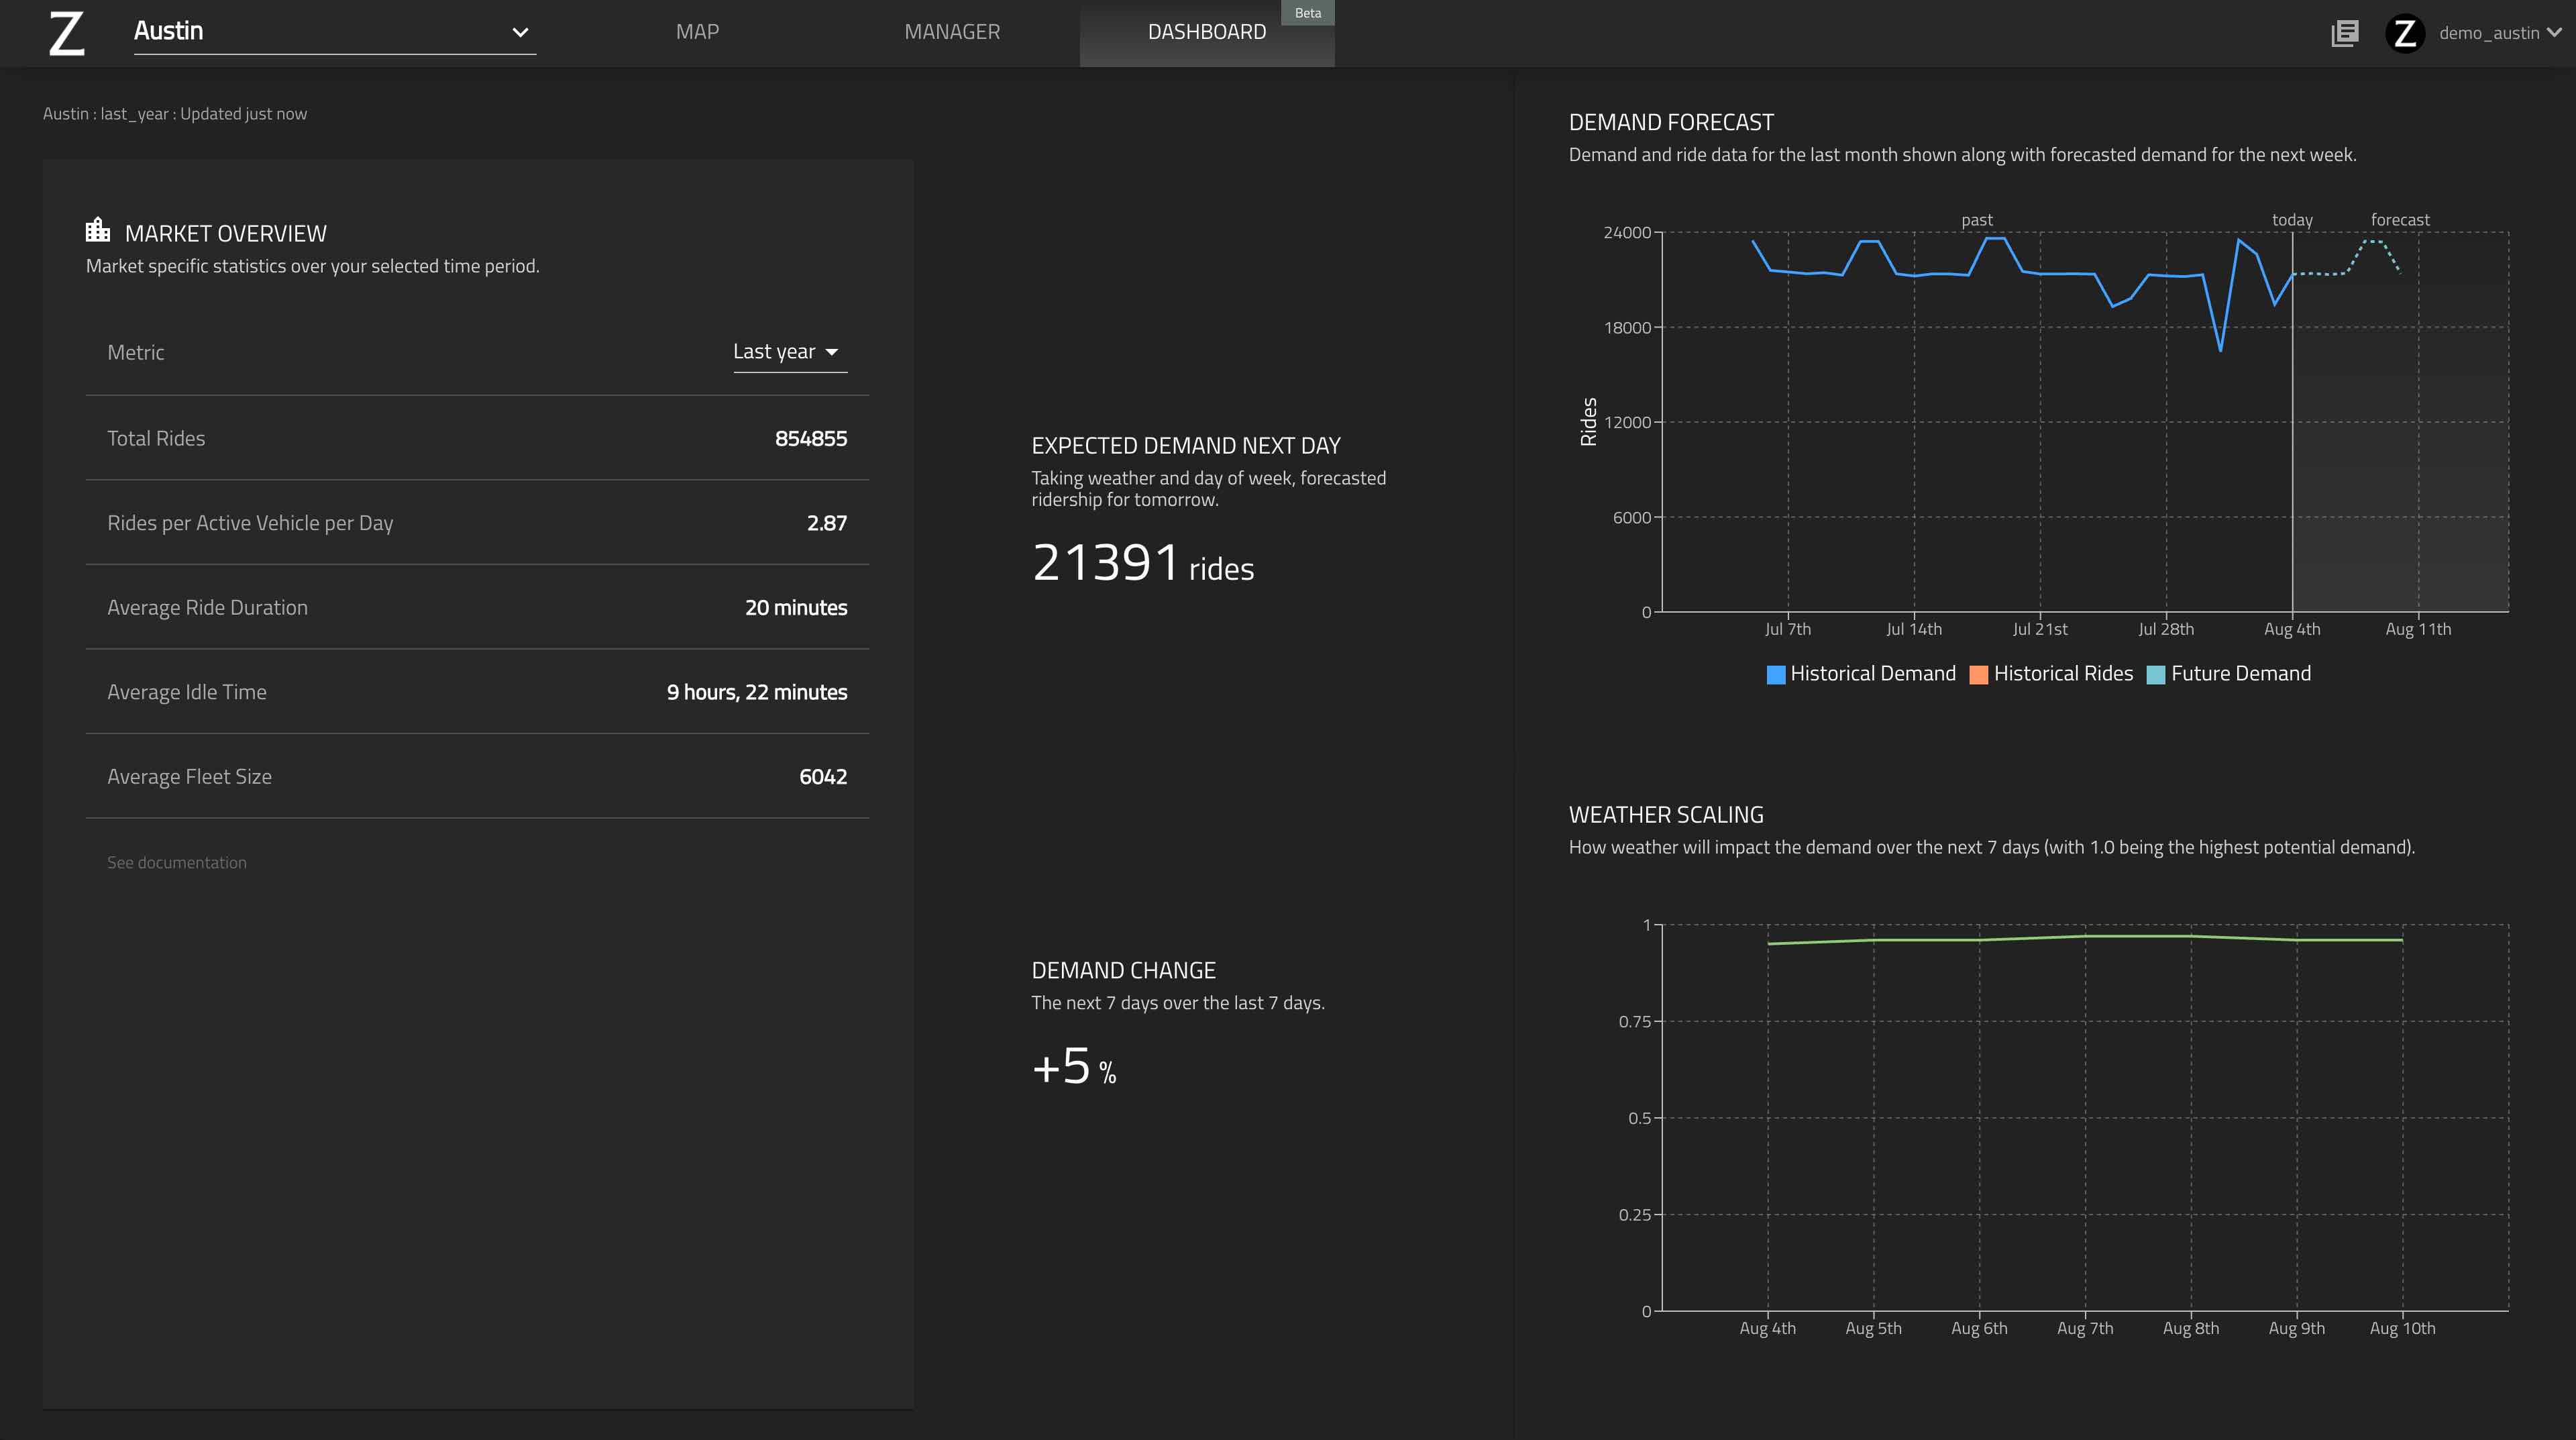 Z
Austin
MAP
MANAGER
DASHBOARD
Beta
Z
demo_austin
Austin : last_year : Updated just now
MARKET OVERVIEW
Market specific statistics over your selected time period.
Metric
Last year
Total Rides
854855
Rides per Active Vehicle per Day
2.87
Average Ride Duration
20 minutes
Average Idle Time
9 hours, 22 minutes
Average Fleet Size
6042
See documentation
EXPECTED DEMAND NEXT DAY
Taking weather and day of week, forecasted
ridership for tomorrow.
21391 rides
DEMAND CHANGE
The next 7 days over the last 7 days.
+5 %
DEMAND FORECAST
Demand and ride data for the last month shown along with forecasted demand for the next week.
past
today
forecast
24000
18000
12000
6000
0
Rides
Jul 7th
Jul 14th
Jul 21st
Jul 28th
Aug 4th
Aug 11th
Historical Demand
Historical Rides
Future Demand
WEATHER SCALING
How weather will impact the demand over the next 7 days (with 1.0 being the highest potential demand).
1
0.75
0.5
0.25
0
Aug 4th
Aug 5th
Aug 6th
Aug 7th
Aug 8th
Aug 9th
Aug 10th